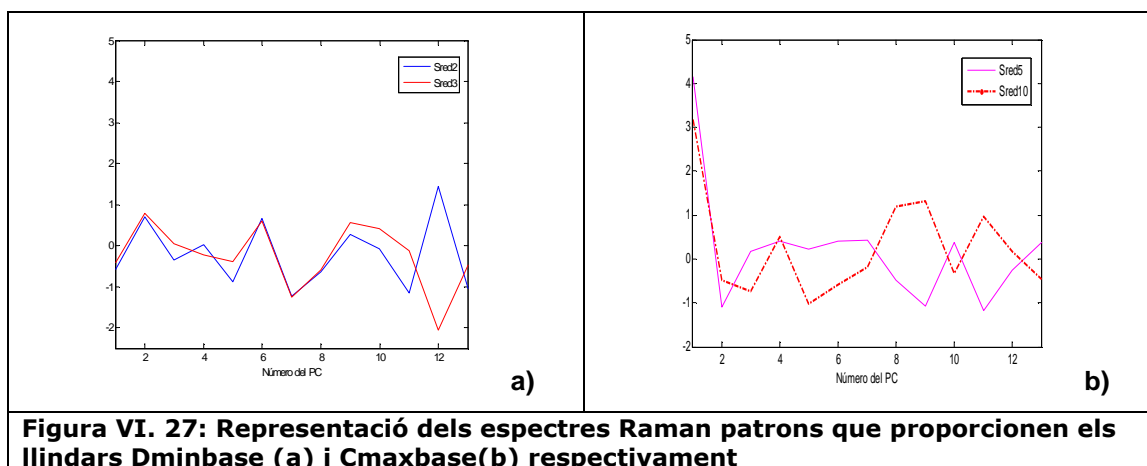 5
4
3
2
1
0
-1
-2
2 4 6 8 10 12
Número del PC
Sred2
Sred3
a)
5
4
3
2
1
0
-1
-2
2 4 6 8 10 12
Número del PC
Sred5
Sred10
b)
Figura VI. 27: Representació dels espectres Raman patrons que proporcionen els
llindars Dminbase (a) i Cmaxbase(b) respectivament